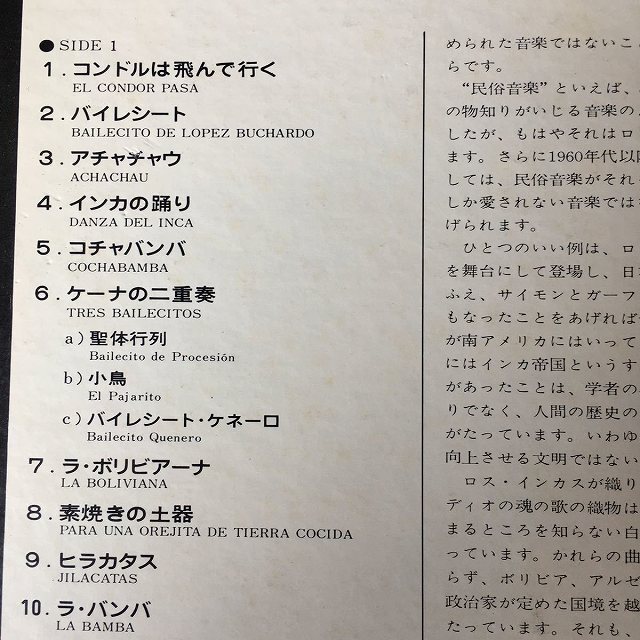 ● SIDE 1
1.コンドルは飛んで行く
EL CONDOR PASA
2.バイレシート
BAILECITO DE LOPEZ BUCHARDO
3.アチャチャウ
ACHACHAU
4.インカの踊り
DANZA DEL INCA
5.コチャバンバ
COCHABAMBA
6.ケーナの二重奏
TRES BAILECITOS
a)聖体行列
Bailecito de Procesión
b)小鳥
El Pajarito
c)バイレシート・ケネーロ
Bailecito Quenero
7.ラ・ボリビアーナ
LA BOLIVIANA
8.素焼きの土器
PARA UNA OREJITA DE TIERRA COCIDA
9.ヒラカタス
JILACATAS
10.ラ・バンバ
LA BAMBA
められた音楽ではないこ
らです。
“民俗音楽”といえば、
の物知りがいじる音楽の
したが、もはやそれはロ
ます。さらに1960年代以
しては、民俗音楽がそれ
しか愛されない音楽では
げられます。
ひとつのいい例は、ロ
を舞台にして登場し、日
ふえ、サイモンとガーフ
もなったことをあげれば
が南アメリカにはいって
にはインカ帝国というす
があったことは、学者の
りでなく、人間の歴史の
がたっています。いわゆ
向上させる文明ではない
ロス・インカスが織り
ディオの魂の歌の織物は
まるところを知らない白
っています。かれらの曲
らず、ボリビア、アルゼ
政治家が定めた国境を越
たっています。それも、